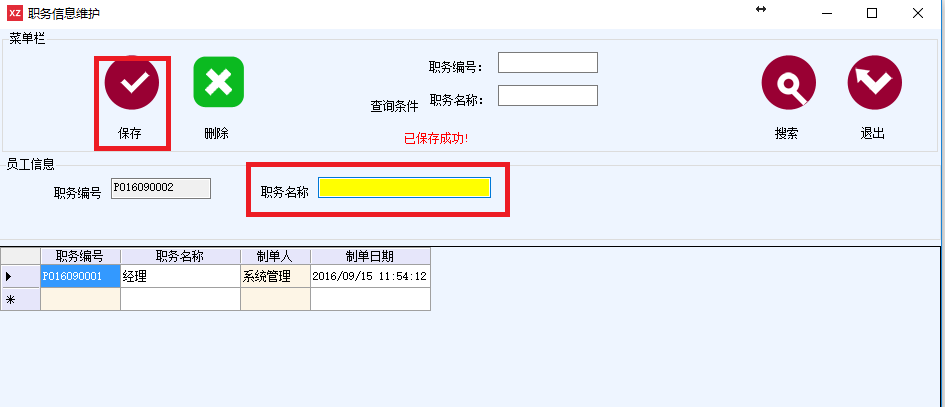 XZ 职务信息维护
菜单栏
职务编号：
查询条件 职务名称：
保存 删除 搜索 退出
已保存成功!
员工信息
职务编号 P016090002 职务名称
职务编号 职务名称 制单人 制单日期
P016090001 经理 系统管理 2016/09/15 11:54:12